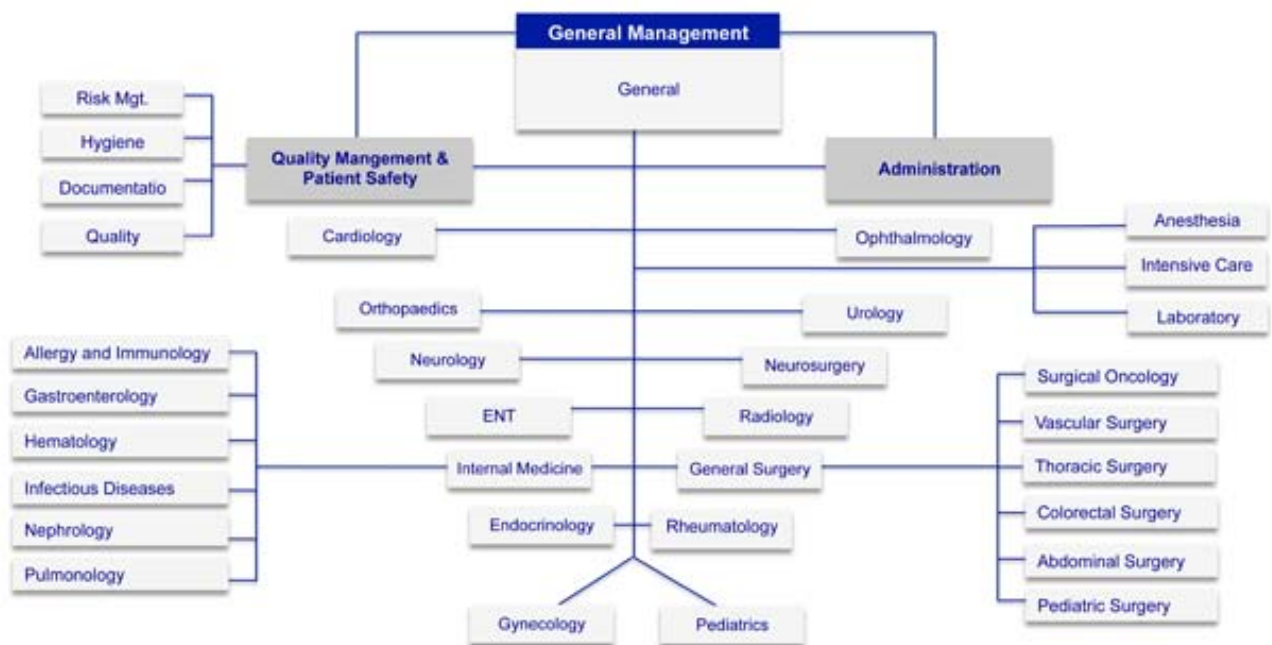 General Management
General
Risk Mgt.
Hygiene
Documentatio
Quality
Quality Mangement &
Patient Safety
Administration
Cardiology
Ophthalmology
Anesthesia
Intensive Care
Laboratory
Orthopaedics
Urology
Neurology
Neurosurgery
ENT
Radiology
Internal Medicine
General Surgery
Endocrinology
Rheumatology
Gynecology
Pediatrics
Allergy and Immunology
Gastroenterology
Hematology
Infectious Diseases
Nephrology
Pulmonology
Surgical Oncology
Vascular Surgery
Thoracic Surgery
Colorectal Surgery
Abdominal Surgery
Pediatric Surgery